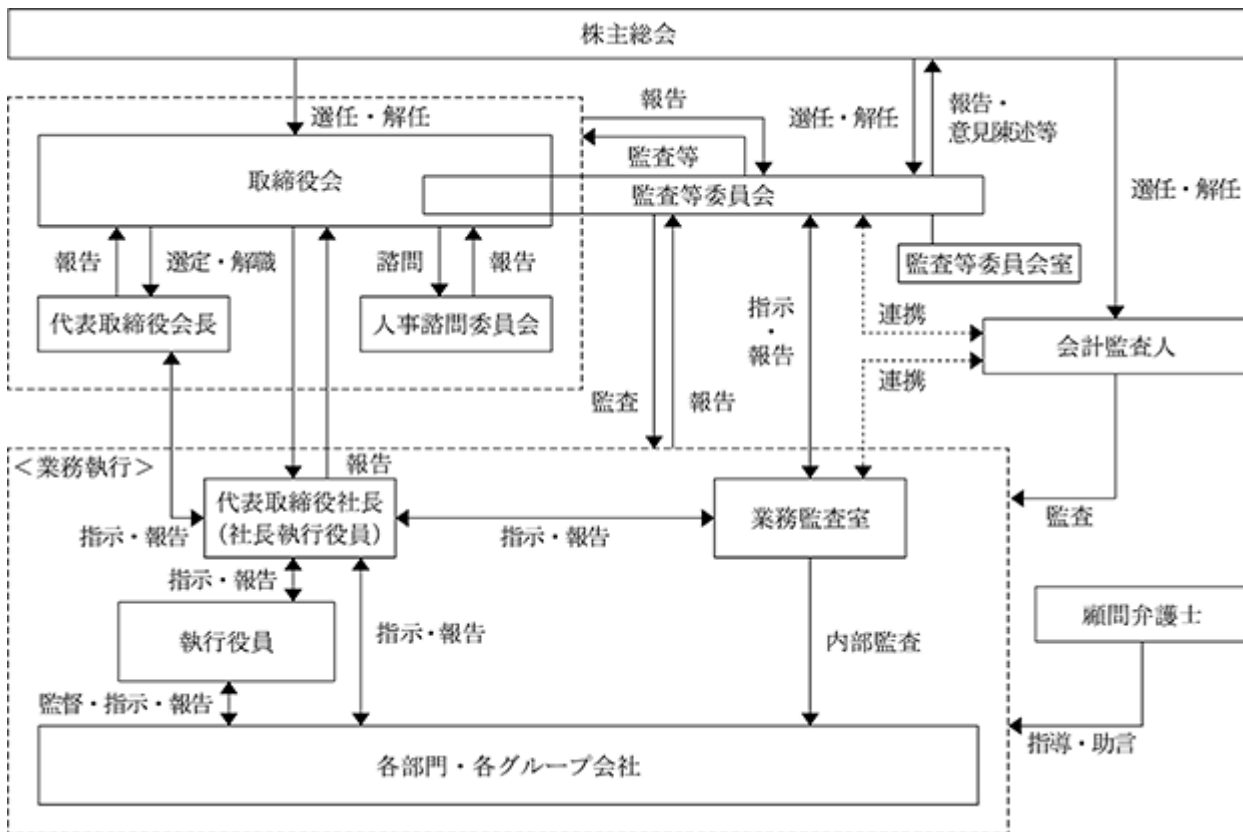 株主総会
選任・解任
報告
監査等
選任・解任
報告・
意見陳述等
選任・解任
取締役会
監査等委員会
監査等委員会室
報告
選定・解職
諮問
報告
代表取締役会長
人事諮問委員会
指示
・
報告
連携
会計監査人
連携
監査
報告
＜業務執行＞
報告
代表取締役社長
（社長執行役員）
業務監査室
指示・報告
指示・報告
監査
指示・報告
執行役員
指示・報告
内部監査
顧問弁護士
監督・指示・報告
指導・助言
各部門・各グループ会社